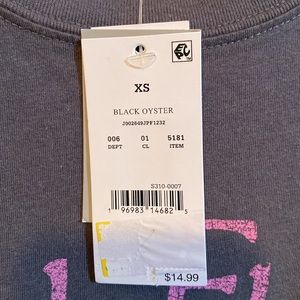 XS
BLACK OYSTER
J002649JPF1232
006 01 5181
DEPT CL ITEM
S310-0007
1 96983 14682 5
$14.99